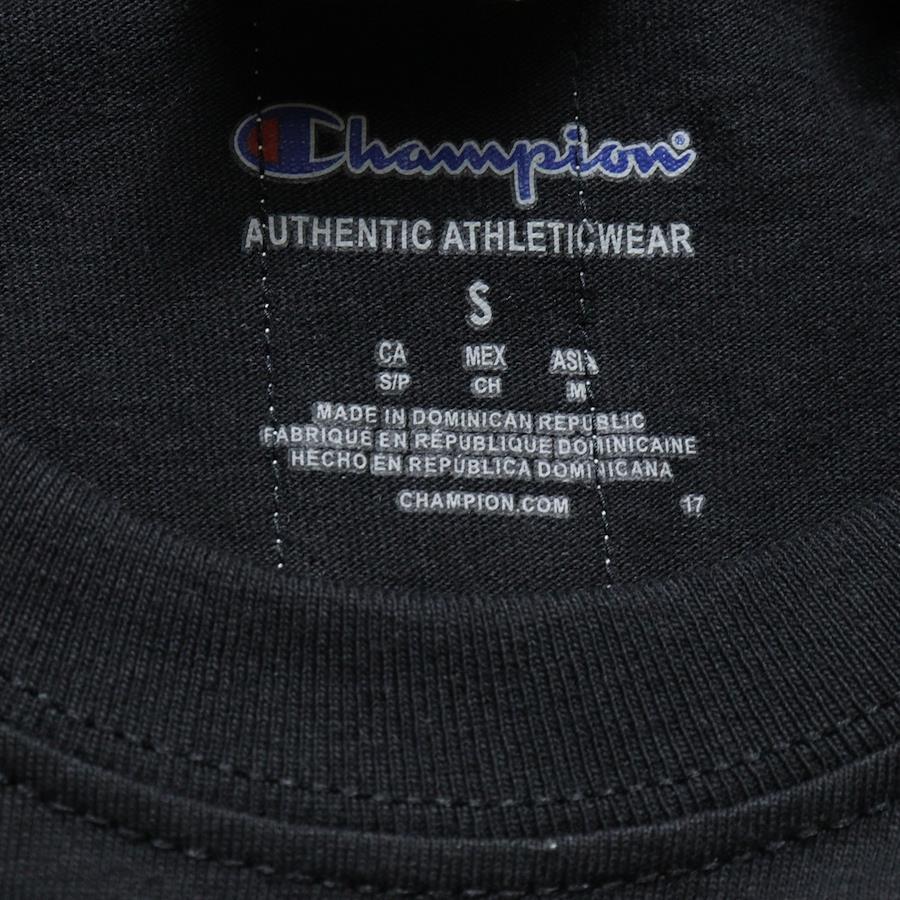 Champion®
AUTHENTIC ATHLETICWEAR
S
CA MEX ASIA
S/P CH M
MADE IN DOMINICAN REPUBLIC
FABRIQUÉ EN RÉPUBLIQUE DOMINICAINE
HECHO EN REPÚBLICA DOMINICANA
CHAMPION.COM 17